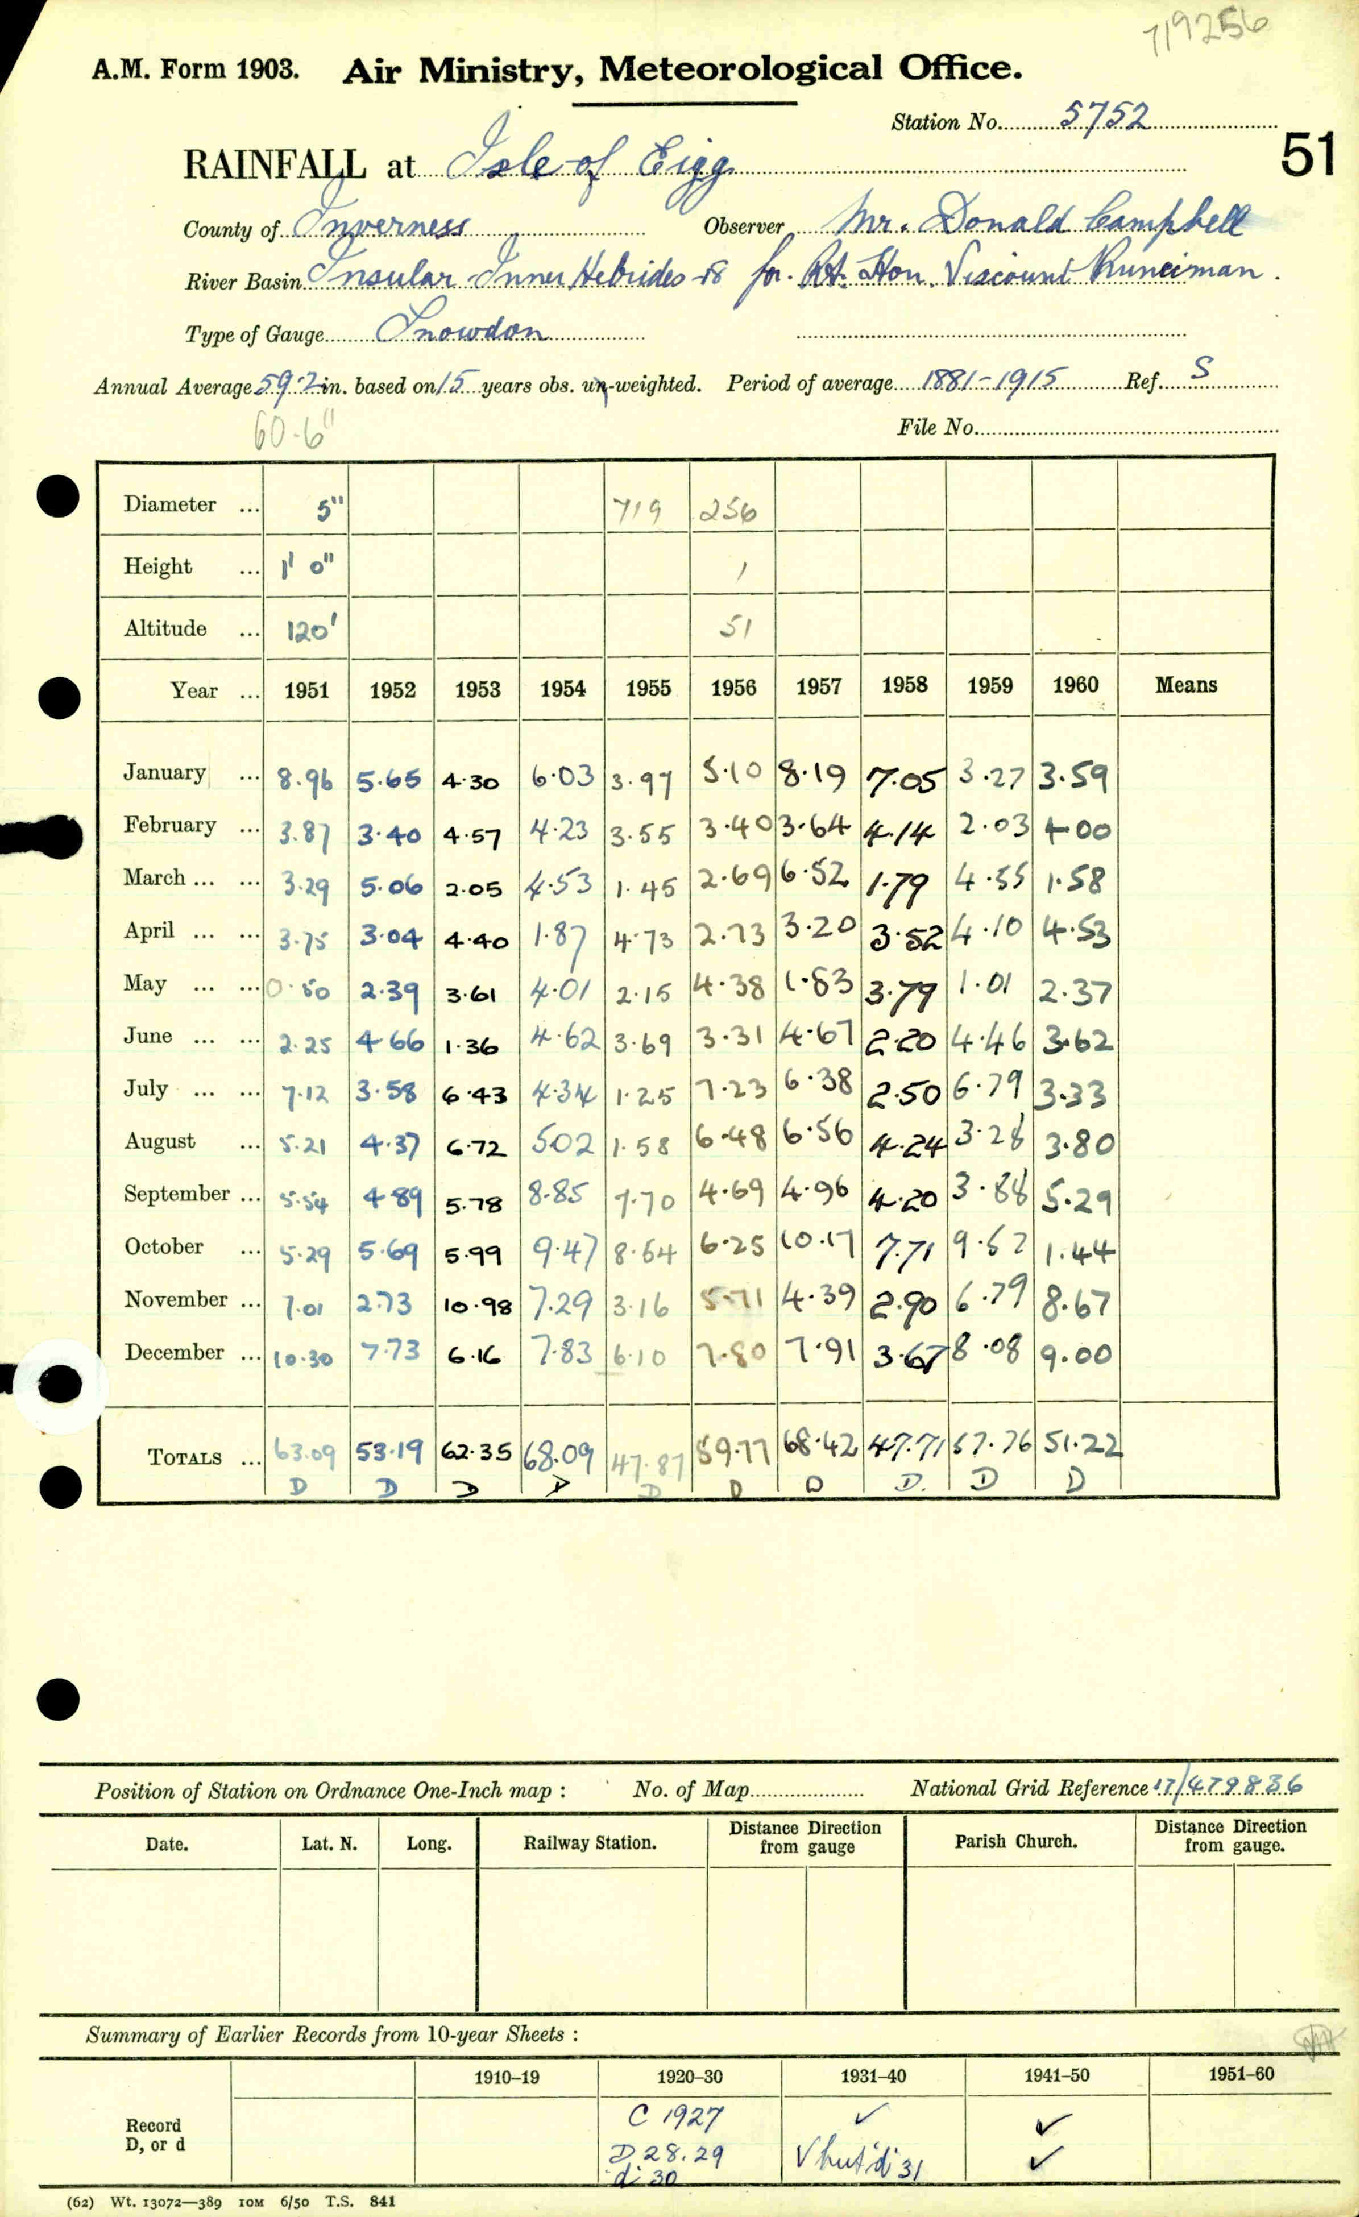 719256
A.M. Form 1903. Air Ministry, Meteorological Office.
Station No. 5752
RAINFALL at Isle of Eigg 51
County of Inverness Observer Mr. Donald Campbell
River Basin Insular Inner Hebrides 18 for Rt. Hon. Viscount Runciman.
Type of Gauge Snowdon
Annual Average 59.2 in. based on 15 years obs. un-weighted. Period of average 1881-1915 Ref. S
60.6"
File No.
Diameter ... 5" 719 256
Height ... 1' 0" 1
Altitude ... 120' 51
Year ... 1951 1952 1953 1954 1955 1956 1957 1958 1959 1960 Means
January ... 8.96 5.65 4.30 6.03 3.97 5.10 8.19 7.05 3.27 3.59
February ... 3.87 3.40 4.57 4.23 3.55 3.40 3.64 4.14 2.03 4.00
March ... ... 3.29 5.06 2.05 4.53 1.45 2.69 6.52 1.79 4.55 1.58
April ... ... 3.75 3.04 4.40 1.87 4.73 2.73 3.20 3.52 4.10 4.53
May ... ... 0.50 2.39 3.61 4.01 2.15 4.38 1.83 3.79 1.01 2.37
June ... ... 2.25 4.66 1.36 4.62 3.69 3.31 4.67 2.20 4.46 3.62
July ... ... 7.12 3.58 6.43 4.34 1.25 7.23 6.38 2.50 6.79 3.33
August ... 5.21 4.37 6.72 5.02 1.58 6.48 6.56 4.24 3.28 3.80
September ... 5.54 4.89 5.78 8.85 7.70 4.69 4.96 4.20 3.88 5.29
October ... 5.29 5.69 5.99 9.47 8.54 6.25 10.17 7.71 9.52 1.44
November ... 7.01 2.73 10.98 7.29 3.16 5.71 4.39 2.90 6.79 8.67
December ... 10.30 7.73 6.16 7.83 6.10 7.80 7.91 3.67 8.08 9.00
TOTALS ... 63.09 53.19 62.35 68.09 47.87 59.77 68.42 47.71 57.76 51.22
D D D D D D D D. D D
Position of Station on Ordnance One-Inch map : No. of Map National Grid Reference 17/479836
Date. Lat. N. Long. Railway Station. Distance from Direction gauge Parish Church. Distance Direction from gauge.
Summary of Earlier Records from 10-year Sheets :
1910–19 1920–30 1931–40 1941–50 1951–60
Record C 1927 ✓ ✓
D, or d D 28.29 ✓ but 'd' 31 ✓
d: 30
(62) Wt. 13072—389 10M 6/50 T.S. 841